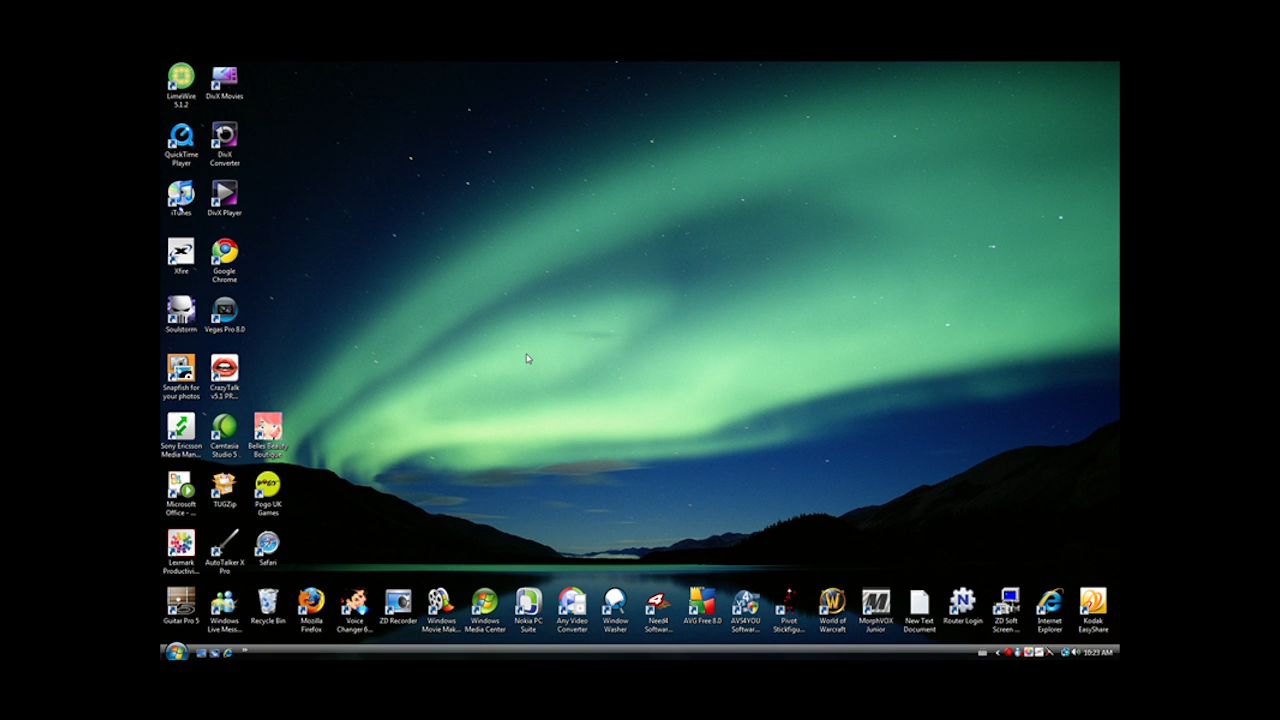 LimeWire
5.1.2
DivX Movies
QuickTime
Player
DivX
Converter
iTunes
DivX Player
Xfire
Google
Chrome
Soulstorm
Vegas Pro 8.0
Snapfish for
your photos
CrazyTalk
v5.1 PR...
Sony Ericsson
Media Man...
Camtasia
Studio 5
Belles Beauty
Boutique
Microsoft
Office - ...
TUGZip
Pogo UK
Games
Lexmark
Productivi...
AutoTalker X
Pro
Safari
Guitar Pro 5
Windows
Live Mess...
Recycle Bin
Mozilla
Firefox
Voice
Changer 6...
ZD Recorder
Windows
Movie Mak...
Windows
Media Center
Nokia PC
Suite
Any Video
Converter
Window
Washer
Need4
Softwar...
AVG Free 8.0
AVS4YOU
Softwar...
Pivot
Stickfigu...
World of
Warcraft
MorphVOX
Junior
New Text
Document
Router Login
ZD Soft
Screen ...
Internet
Explorer
Kodak
EasyShare
10:23 AM